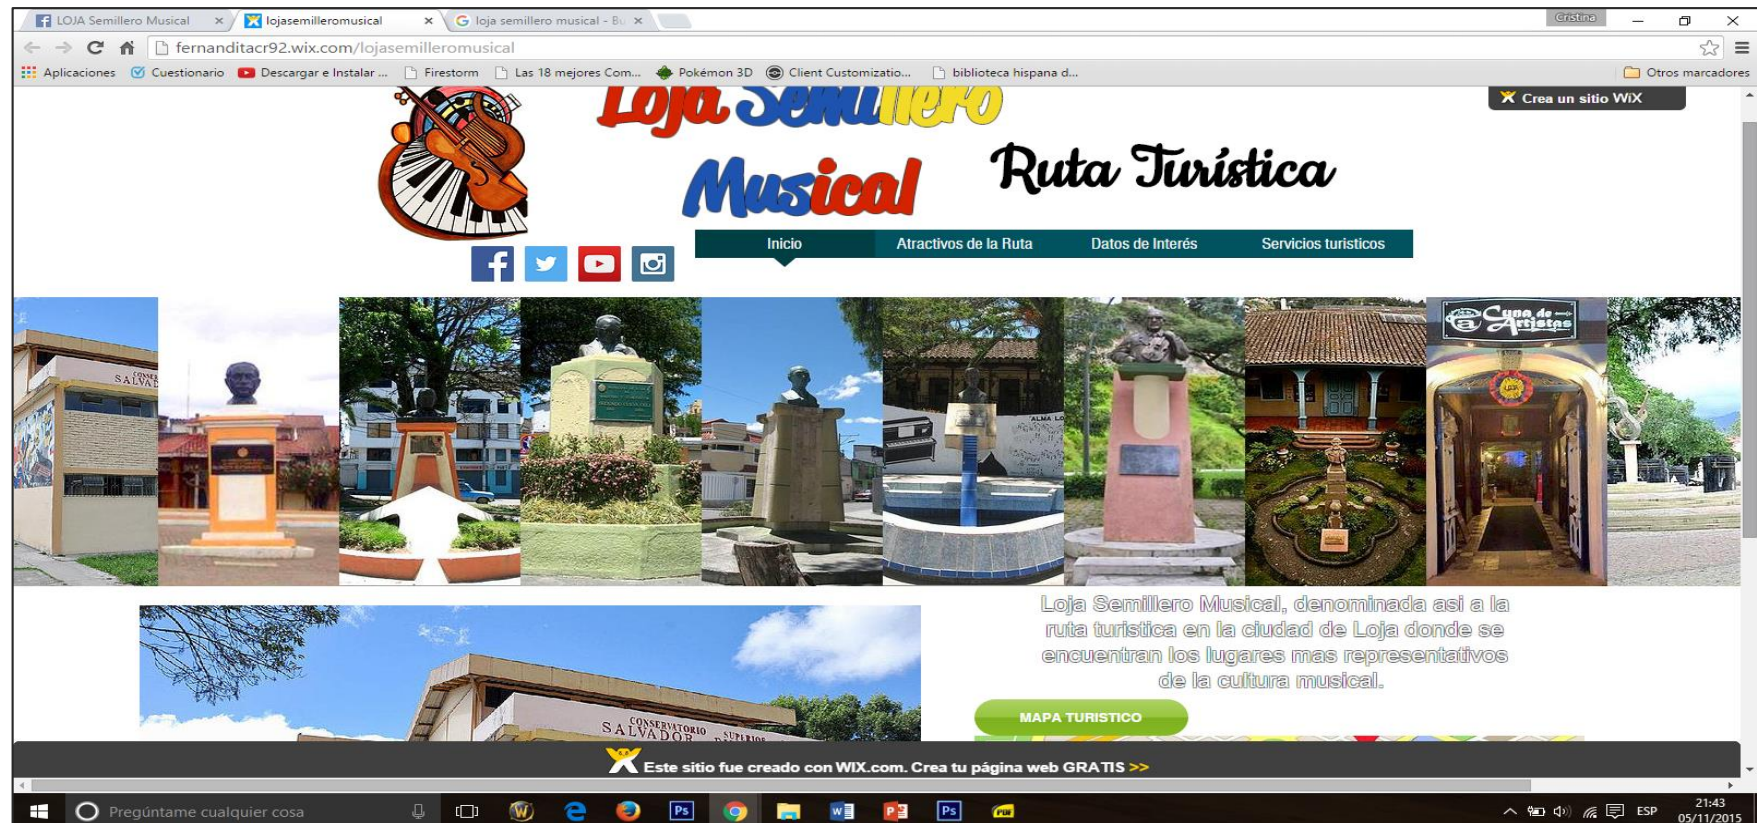 LOJA Semillero Musical
lojasemilleromusical
loja semillero musical - Bu
Cristina
fernanditacr92.wix.com/lojasemilleromusical
Aplicaciones
Cuestionario
Descargar e Instalar ...
Firestorm
Las 18 mejores Com...
Pokémon 3D
Client Customizatio...
biblioteca hispana d...
Otros marcadores
Loja Semillero
Musical
Ruta Turística
Crea un sitio WiX
Inicio
Atractivos de la Ruta
Datos de Interés
Servicios turisticos
Cuna de
Artistas
Loja Semillero Musical, denominada asi a la
ruta turistica en la ciudad de Loja donde se
encuentran los lugares mas representativos
de la cultura musical.
MAPA TURISTICO
CONSERVATORIO SUPERIOR
SALVADOR
Este sitio fue creado con WIX.com. Crea tu página web GRATIS >>
Pregúntame cualquier cosa
ESP
21:43
05/11/2015